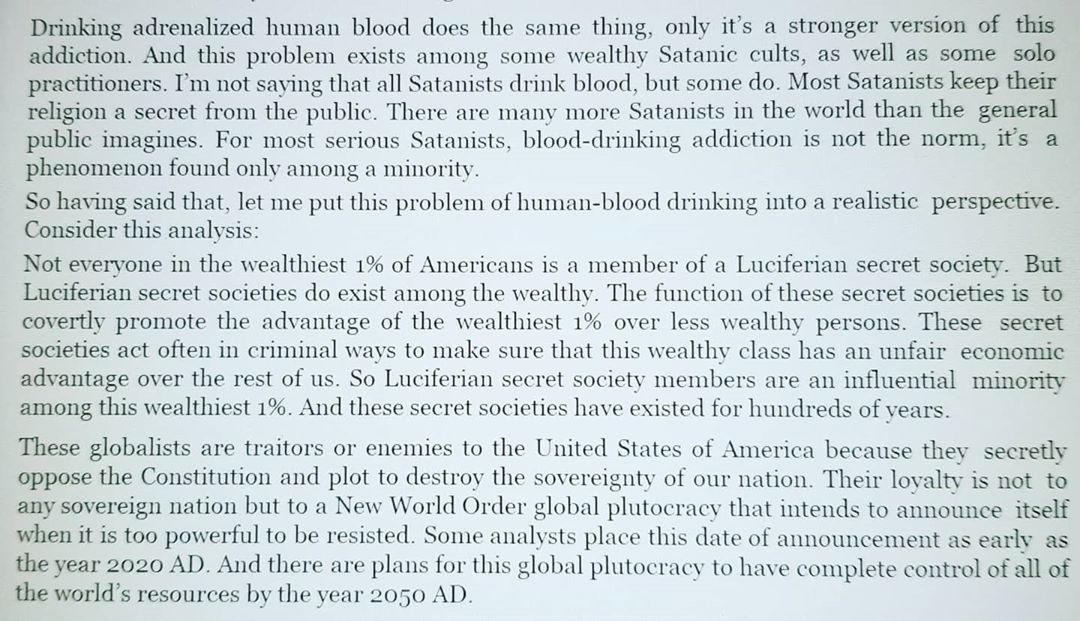 Drinking adrenalized human blood does the same thing, only it's a stronger version of this
addiction. And this problem exists among some wealthy Satanic cults, as well as some solo
practitioners. I'm not saying that all Satanists drink blood, but some do. Most Satanists keep their
religion a secret from the public. There are many more Satanists in the world than the general
public imagines. For most serious Satanists, blood-drinking addiction is not the norm, it's a
phenomenon found only among a minority.
So having said that, let me put this problem of human-blood drinking into a realistic perspective.
Consider this analysis:
Not everyone in the wealthiest 1% of Americans is a member of a Luciferian secret society. But
Luciferian secret societies do exist among the wealthy. The function of these secret societies is to
covertly promote the advantage of the wealthiest 1% over less wealthy persons. These secret
societies act often in criminal ways to make sure that this wealthy class has an unfair economic
advantage over the rest of us. So Luciferian secret society members are an influential minority
among this wealthiest 1%. And these secret societies have existed for hundreds of years.
These globalists are traitors or enemies to the United States of America because they secretly
oppose the Constitution and plot to destroy the sovereignty of our nation. Their loyalty is not to
any sovereign nation but to a New World Order global plutocracy that intends to announce itself
when it is too powerful to be resisted. Some analysts place this date of announcement as early as
the year 2020 AD. And there are plans for this global plutocracy to have complete control of all of
the world's resources by the year 2050 AD.